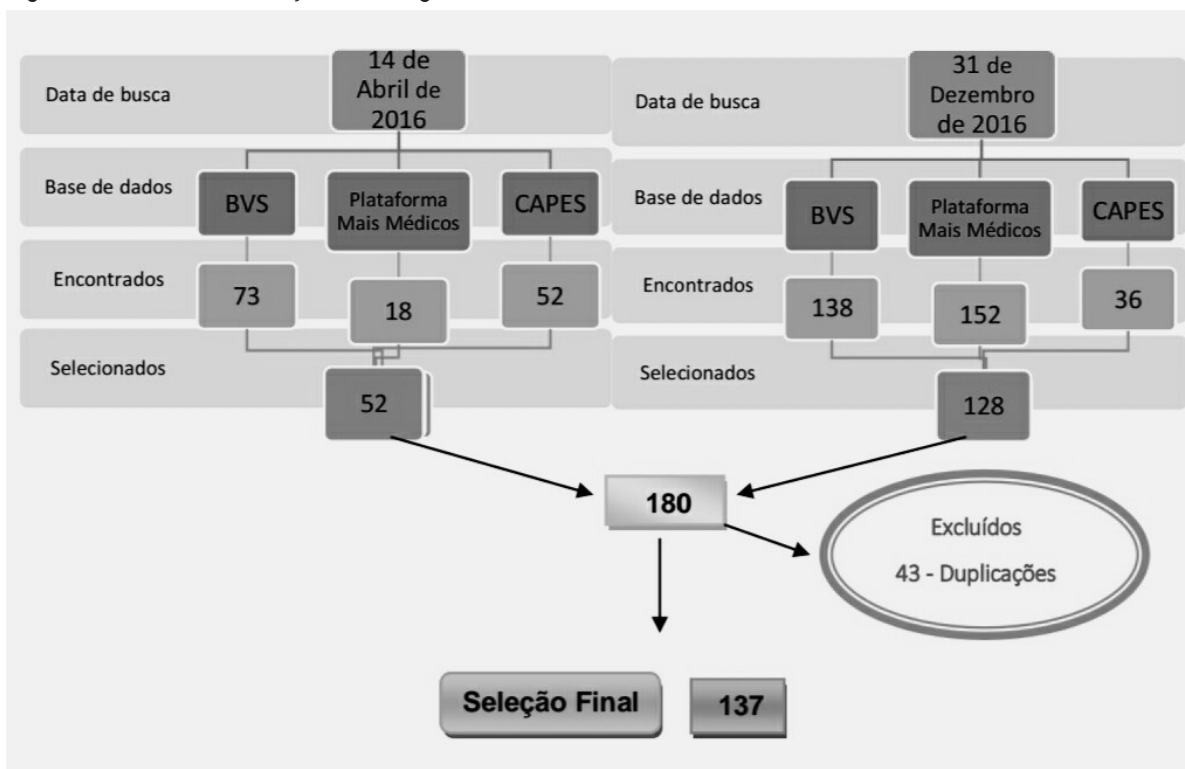 Data de busca
14 de
Abril de
2016
Base de dados
BVS
Plataforma
Mais Médicos
CAPES
Encontrados
73
18
52
Selecionados
52
Data de busca
31 de
Dezembro
de 2016
Base de dados
BVS
Plataforma
Mais Médicos
CAPES
Encontrados
138
152
36
Selecionados
128
180
Excluídos
43 - Duplicações
Seleção Final
137